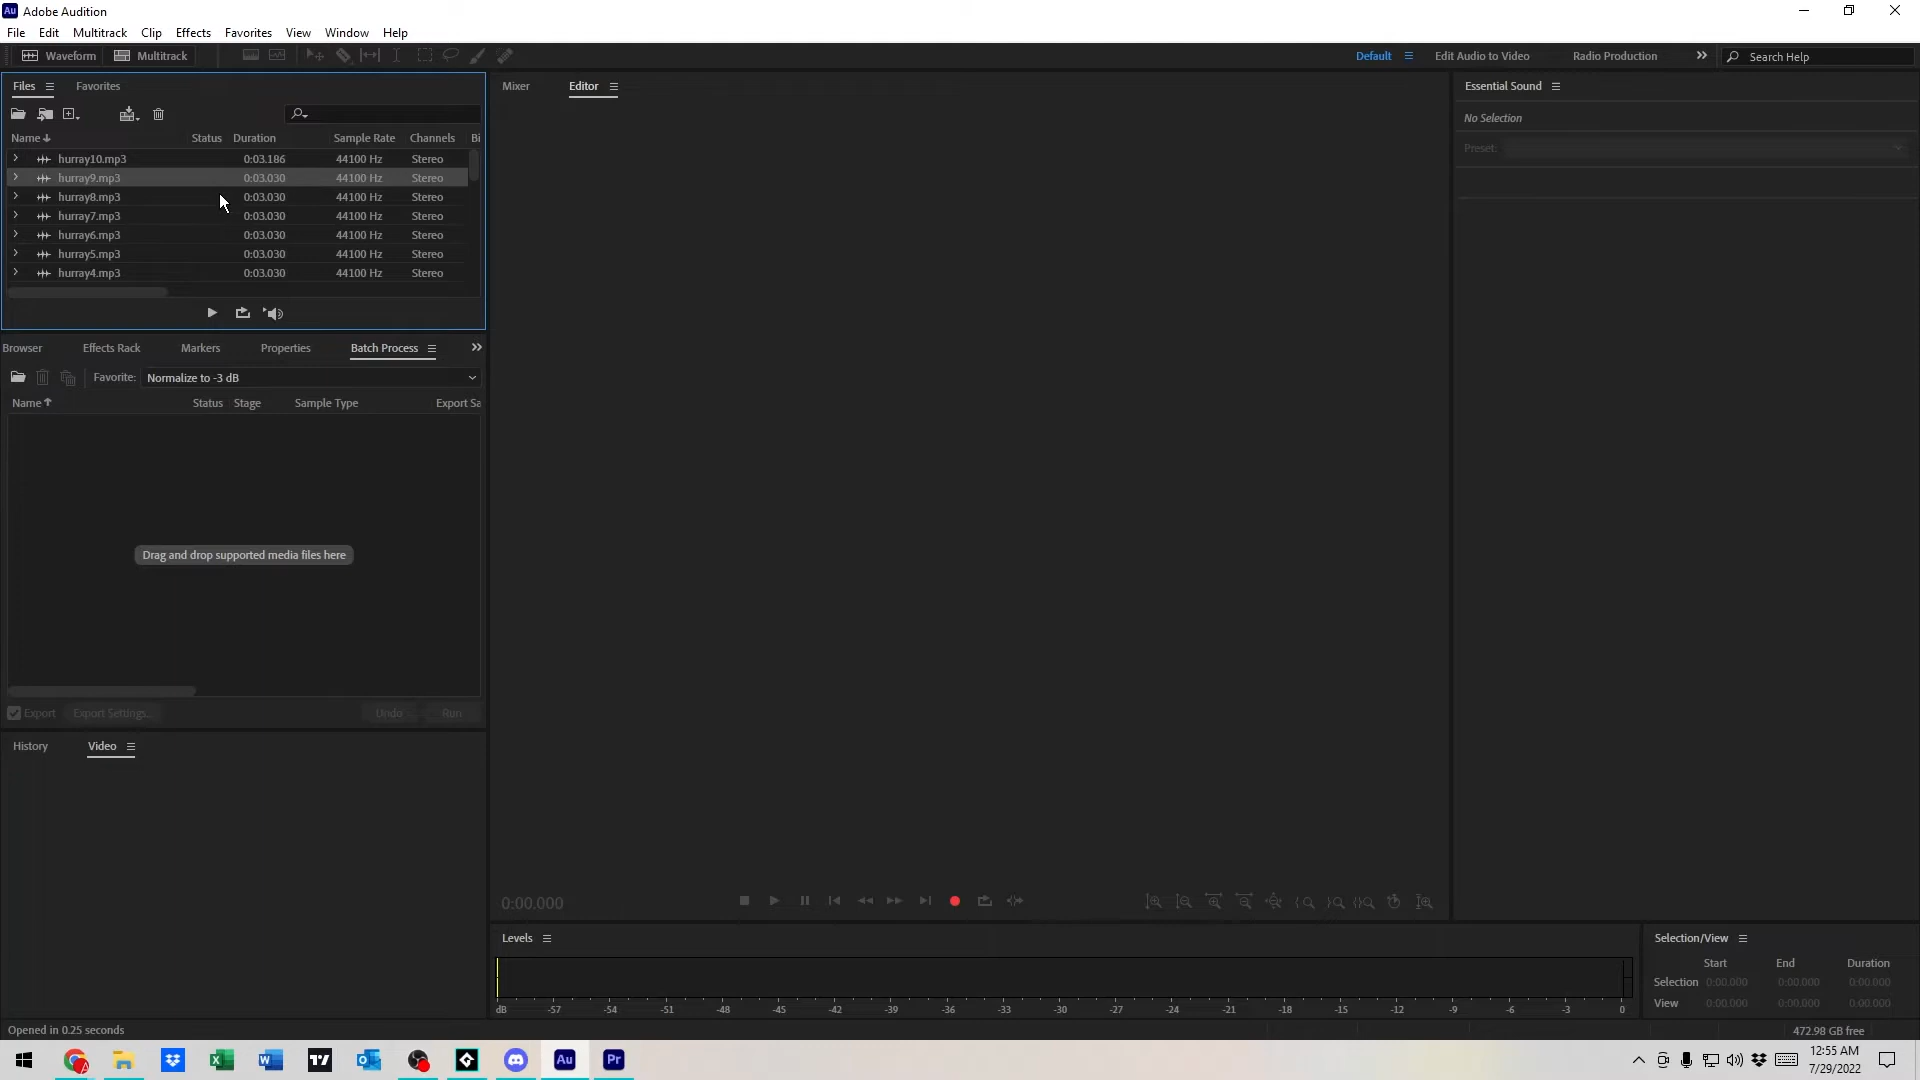 Au Adobe Audition
File Edit Multitrack Clip Effects Favorites View Window Help
Waveform Multitrack
Default Edit Audio to Video Radio Production Search Help
Files Favorites
Name Status Duration Sample Rate Channels Bi
hurray10.mp3 0:03.186 44100 Hz Stereo
hurray9.mp3 0:03.030 44100 Hz Stereo
hurray8.mp3 0:03.030 44100 Hz Stereo
hurray7.mp3 0:03.030 44100 Hz Stereo
hurray6.mp3 0:03.030 44100 Hz Stereo
hurray5.mp3 0:03.030 44100 Hz Stereo
hurray4.mp3 0:03.030 44100 Hz Stereo
Browser Effects Rack Markers Properties Batch Process
Favorite: Normalize to -3 dB
Name Status Stage Sample Type Export Sa
Drag and drop supported media files here
Export Export Settings... Undo Run
History Video
Mixer Editor
0:00.000
Levels
dB -57 -54 -51 -48 -45 -42 -39 -36 -33 -30 -27 -24 -21 -18 -15 -12 -9 -6 -3 0
Essential Sound
No Selection
Preset:
Selection/View
Start End Duration
Selection 0:00.000 0:00.000 0:00.000
View 0:00.000 0:00.000 0:00.000
Opened in 0.25 seconds
472.98 GB free
Au Pr
12:55 AM
7/29/2022